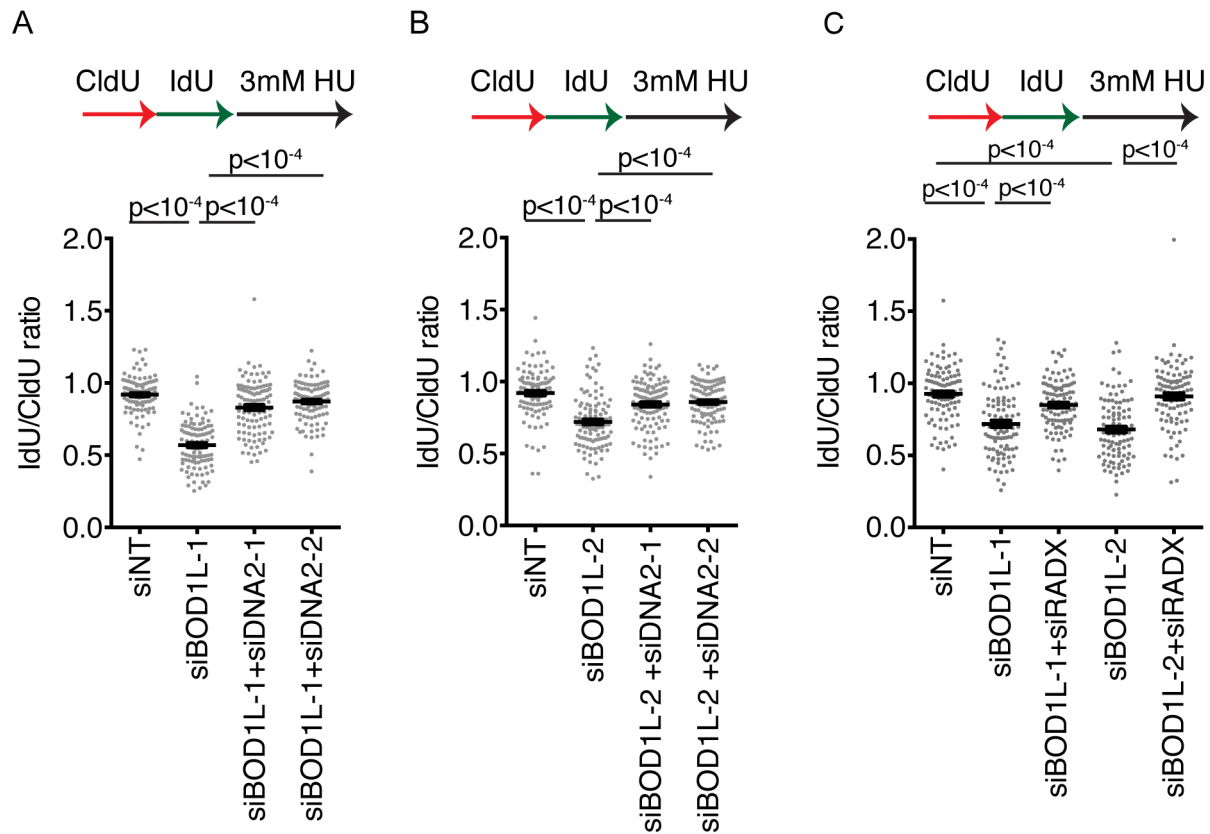 A
CldU IdU 3mM HU
p<10-4
p<10-4 p<10-4
IdU/CldU ratio
2.0
1.5
1.0
0.5
0.0
siNT
siBOD1L-1
siBOD1L-1+siDNA2-1
siBOD1L-1+siDNA2-2
B
CldU IdU 3mM HU
p<10-4
p<10-4 p<10-4
IdU/CldU ratio
2.0
1.5
1.0
0.5
0.0
siNT
siBOD1L-2
siBOD1L-2 +siDNA2-1
siBOD1L-2 +siDNA2-2
C
CldU IdU 3mM HU
p<10-4 p<10-4
p<10-4 p<10-4
IdU/CldU ratio
2.0
1.5
1.0
0.5
0.0
siNT
siBOD1L-1
siBOD1L-1+siRADX
siBOD1L-2
siBOD1L-2+siRADX